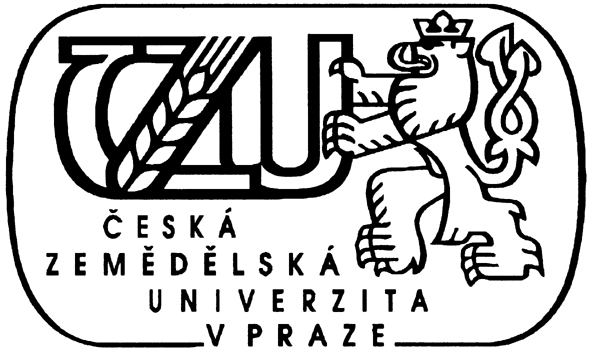 ČZU
ČESKÁ
ZEMĚDĚLSKÁ
UNIVERZITA
V PRAZE